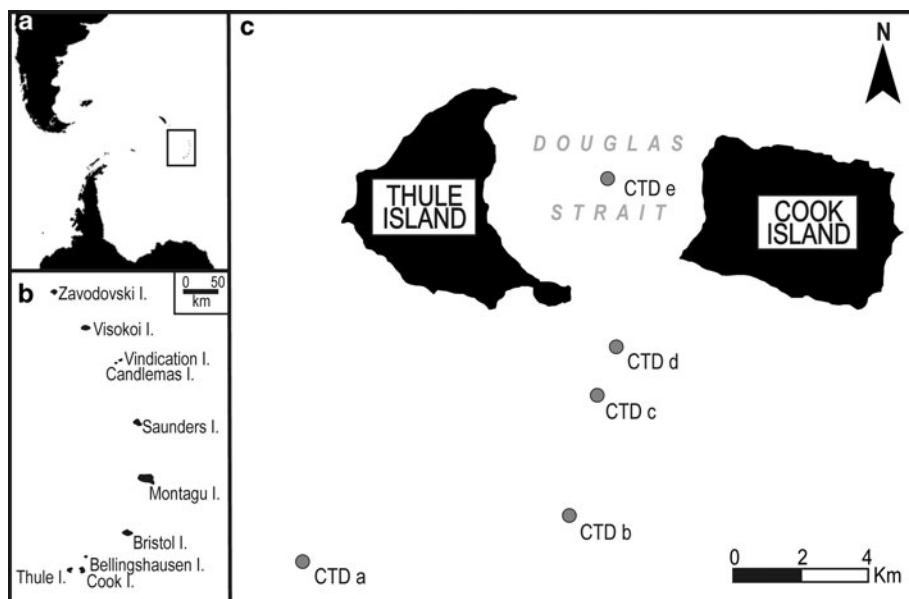 a
b
0 50
km
Zavodovski I.
Visokoi I.
Vindication I.
Candlemas I.
Saunders I.
Montagu I.
Bristol I.
Bellingshausen I.
Thule I.
Cook I.
c
N
DOUGLAS
STRAIT
THULE
ISLAND
COOK
ISLAND
CTD e
CTD d
CTD c
CTD b
CTD a
0 2 4
Km